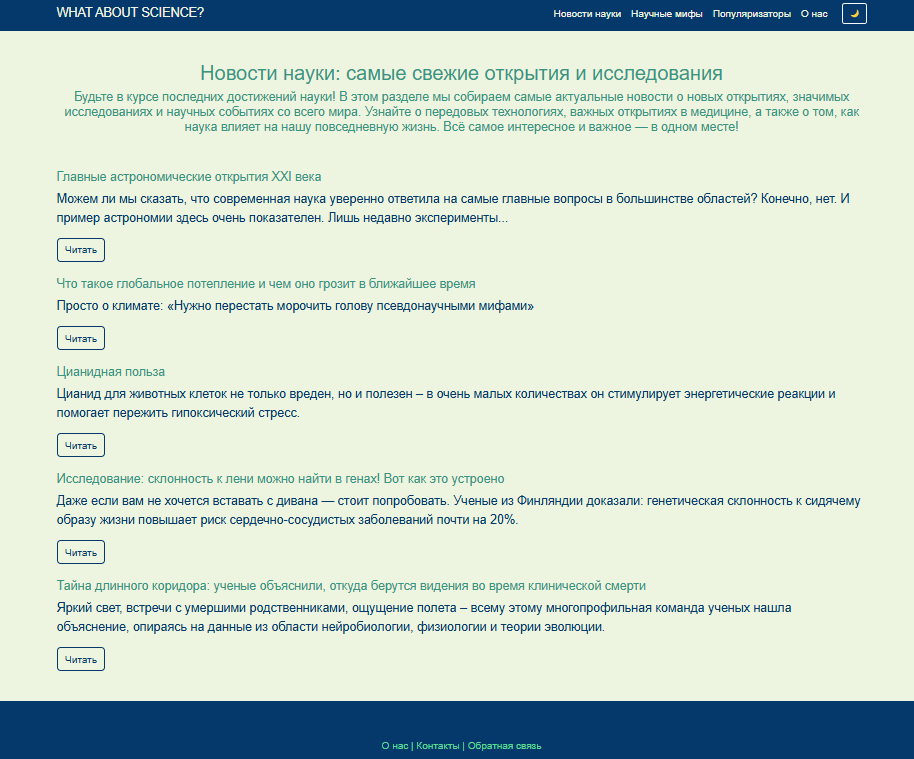 WHAT ABOUT SCIENCE?
Новости науки Научные мифы Популяризаторы О нас
Новости науки: самые свежие открытия и исследования
Будьте в курсе последних достижений науки! В этом разделе мы собираем самые актуальные новости о новых открытиях, значимых
исследованиях и научных событиях со всего мира. Узнайте о передовых технологиях, важных открытиях в медицине, а также о том, как
наука влияет на нашу повседневную жизнь. Всё самое интересное и важное — в одном месте!
Главные астрономические открытия XXI века
Можем ли мы сказать, что современная наука уверенно ответила на самые главные вопросы в большинстве областей? Конечно, нет. И
пример астрономии здесь очень показателен. Лишь недавно эксперименты...
Читать
Что такое глобальное потепление и чем оно грозит в ближайшее время
Просто о климате: «Нужно перестать морочить голову псевдонаучными мифами»
Читать
Цианидная польза
Цианид для животных клеток не только вреден, но и полезен – в очень малых количествах он стимулирует энергетические реакции и
помогает пережить гипоксический стресс.
Читать
Исследование: склонность к лени можно найти в генах! Вот как это устроено
Даже если вам не хочется вставать с дивана — стоит попробовать. Ученые из Финляндии доказали: генетическая склонность к сидячему
образу жизни повышает риск сердечно-сосудистых заболеваний почти на 20%.
Читать
Тайна длинного коридора: ученые объяснили, откуда берутся видения во время клинической смерти
Яркий свет, встречи с умершими родственниками, ощущение полета – всему этому многопрофильная команда ученых нашла
объяснение, опираясь на данные из области нейробиологии, физиологии и теории эволюции.
Читать
О нас | Контакты | Обратная связь